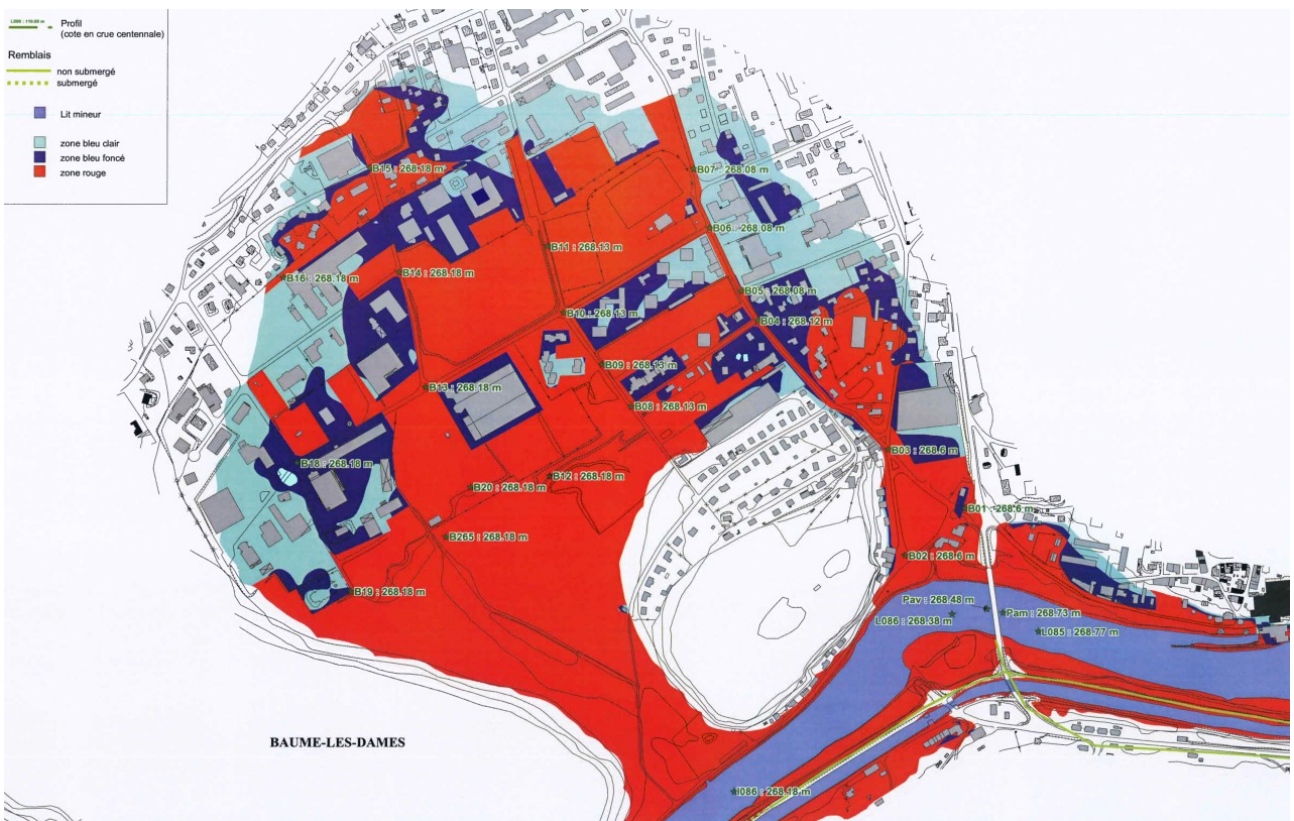 L086 : 268.38 m
Profil
(cote en crue centennale)
Remblais
non submergé
submergé
Lit mineur
zone bleu clair
zone bleu foncé
zone rouge
B15 : 268.18 m
B07 : 268.08 m
B06 : 268.08 m
B11 : 268.13 m
B16 : 268.18 m
B14 : 268.18 m
B05 : 268.08 m
B10 : 268.13 m
B04 : 268.12 m
B09 : 268.13 m
B13 : 268.18 m
B08 : 268.13 m
B03 : 268.6 m
B18 : 268.18 m
B12 : 268.18 m
B20 : 268.18 m
B01 : 268.6 m
B265 : 268.18 m
B02 : 268.6 m
B19 : 268.18 m
Pav : 268.48 m
Pam : 268.73 m
L085 : 268.77 m
BAUME-LES-DAMES
I086 : 268.18 m